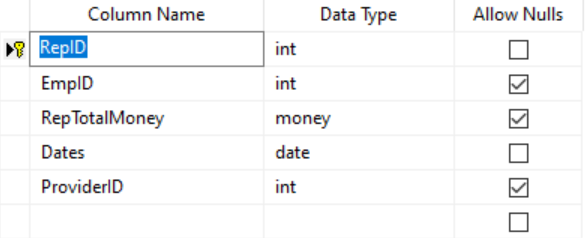 Column Name Data Type Allow Nulls
RepID int
EmpID int
RepTotalMoney money
Dates date
ProviderID int